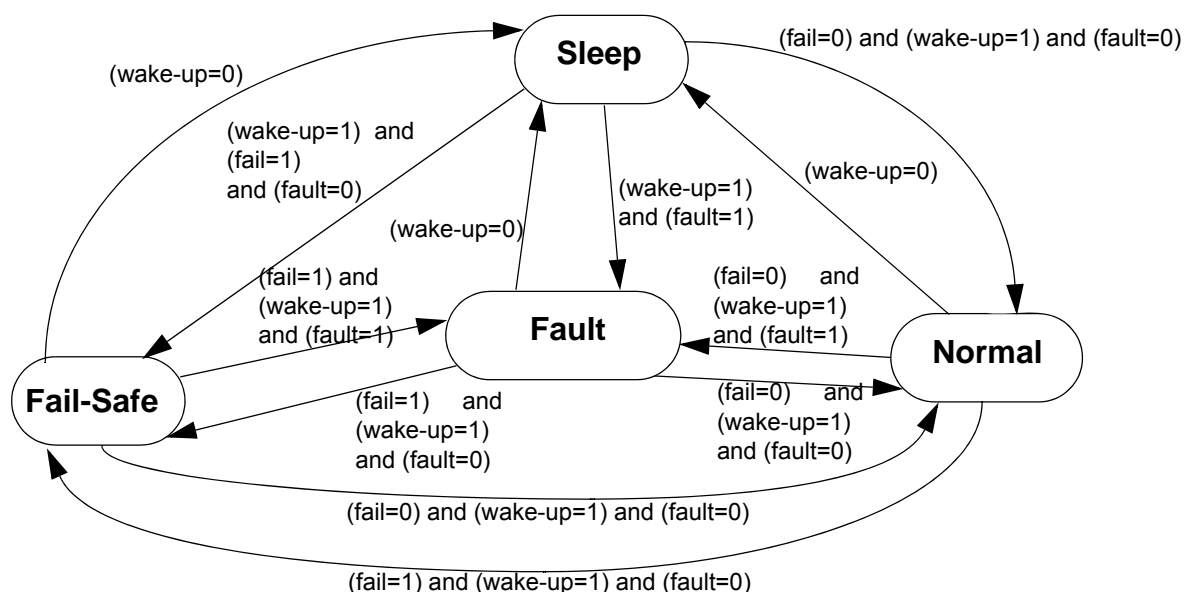 Sleep
(fail=0) and (wake-up=1) and (fault=0)
(wake-up=0)
(wake-up=1) and
(fail=1)
and (fault=0)
(wake-up=0)
(wake-up=1)
and (fault=1)
(wake-up=0)
(fail=1) and
(wake-up=1)
and (fault=1)
Fault
(fail=0) and
(wake-up=1)
and (fault=1)
Normal
Fail-Safe
(fail=1) and
(wake-up=1)
and (fault=0)
(fail=0) and
(wake-up=1)
and (fault=0)
(fail=0) and (wake-up=1) and (fault=0)
(fail=1) and (wake-up=1) and (fault=0)